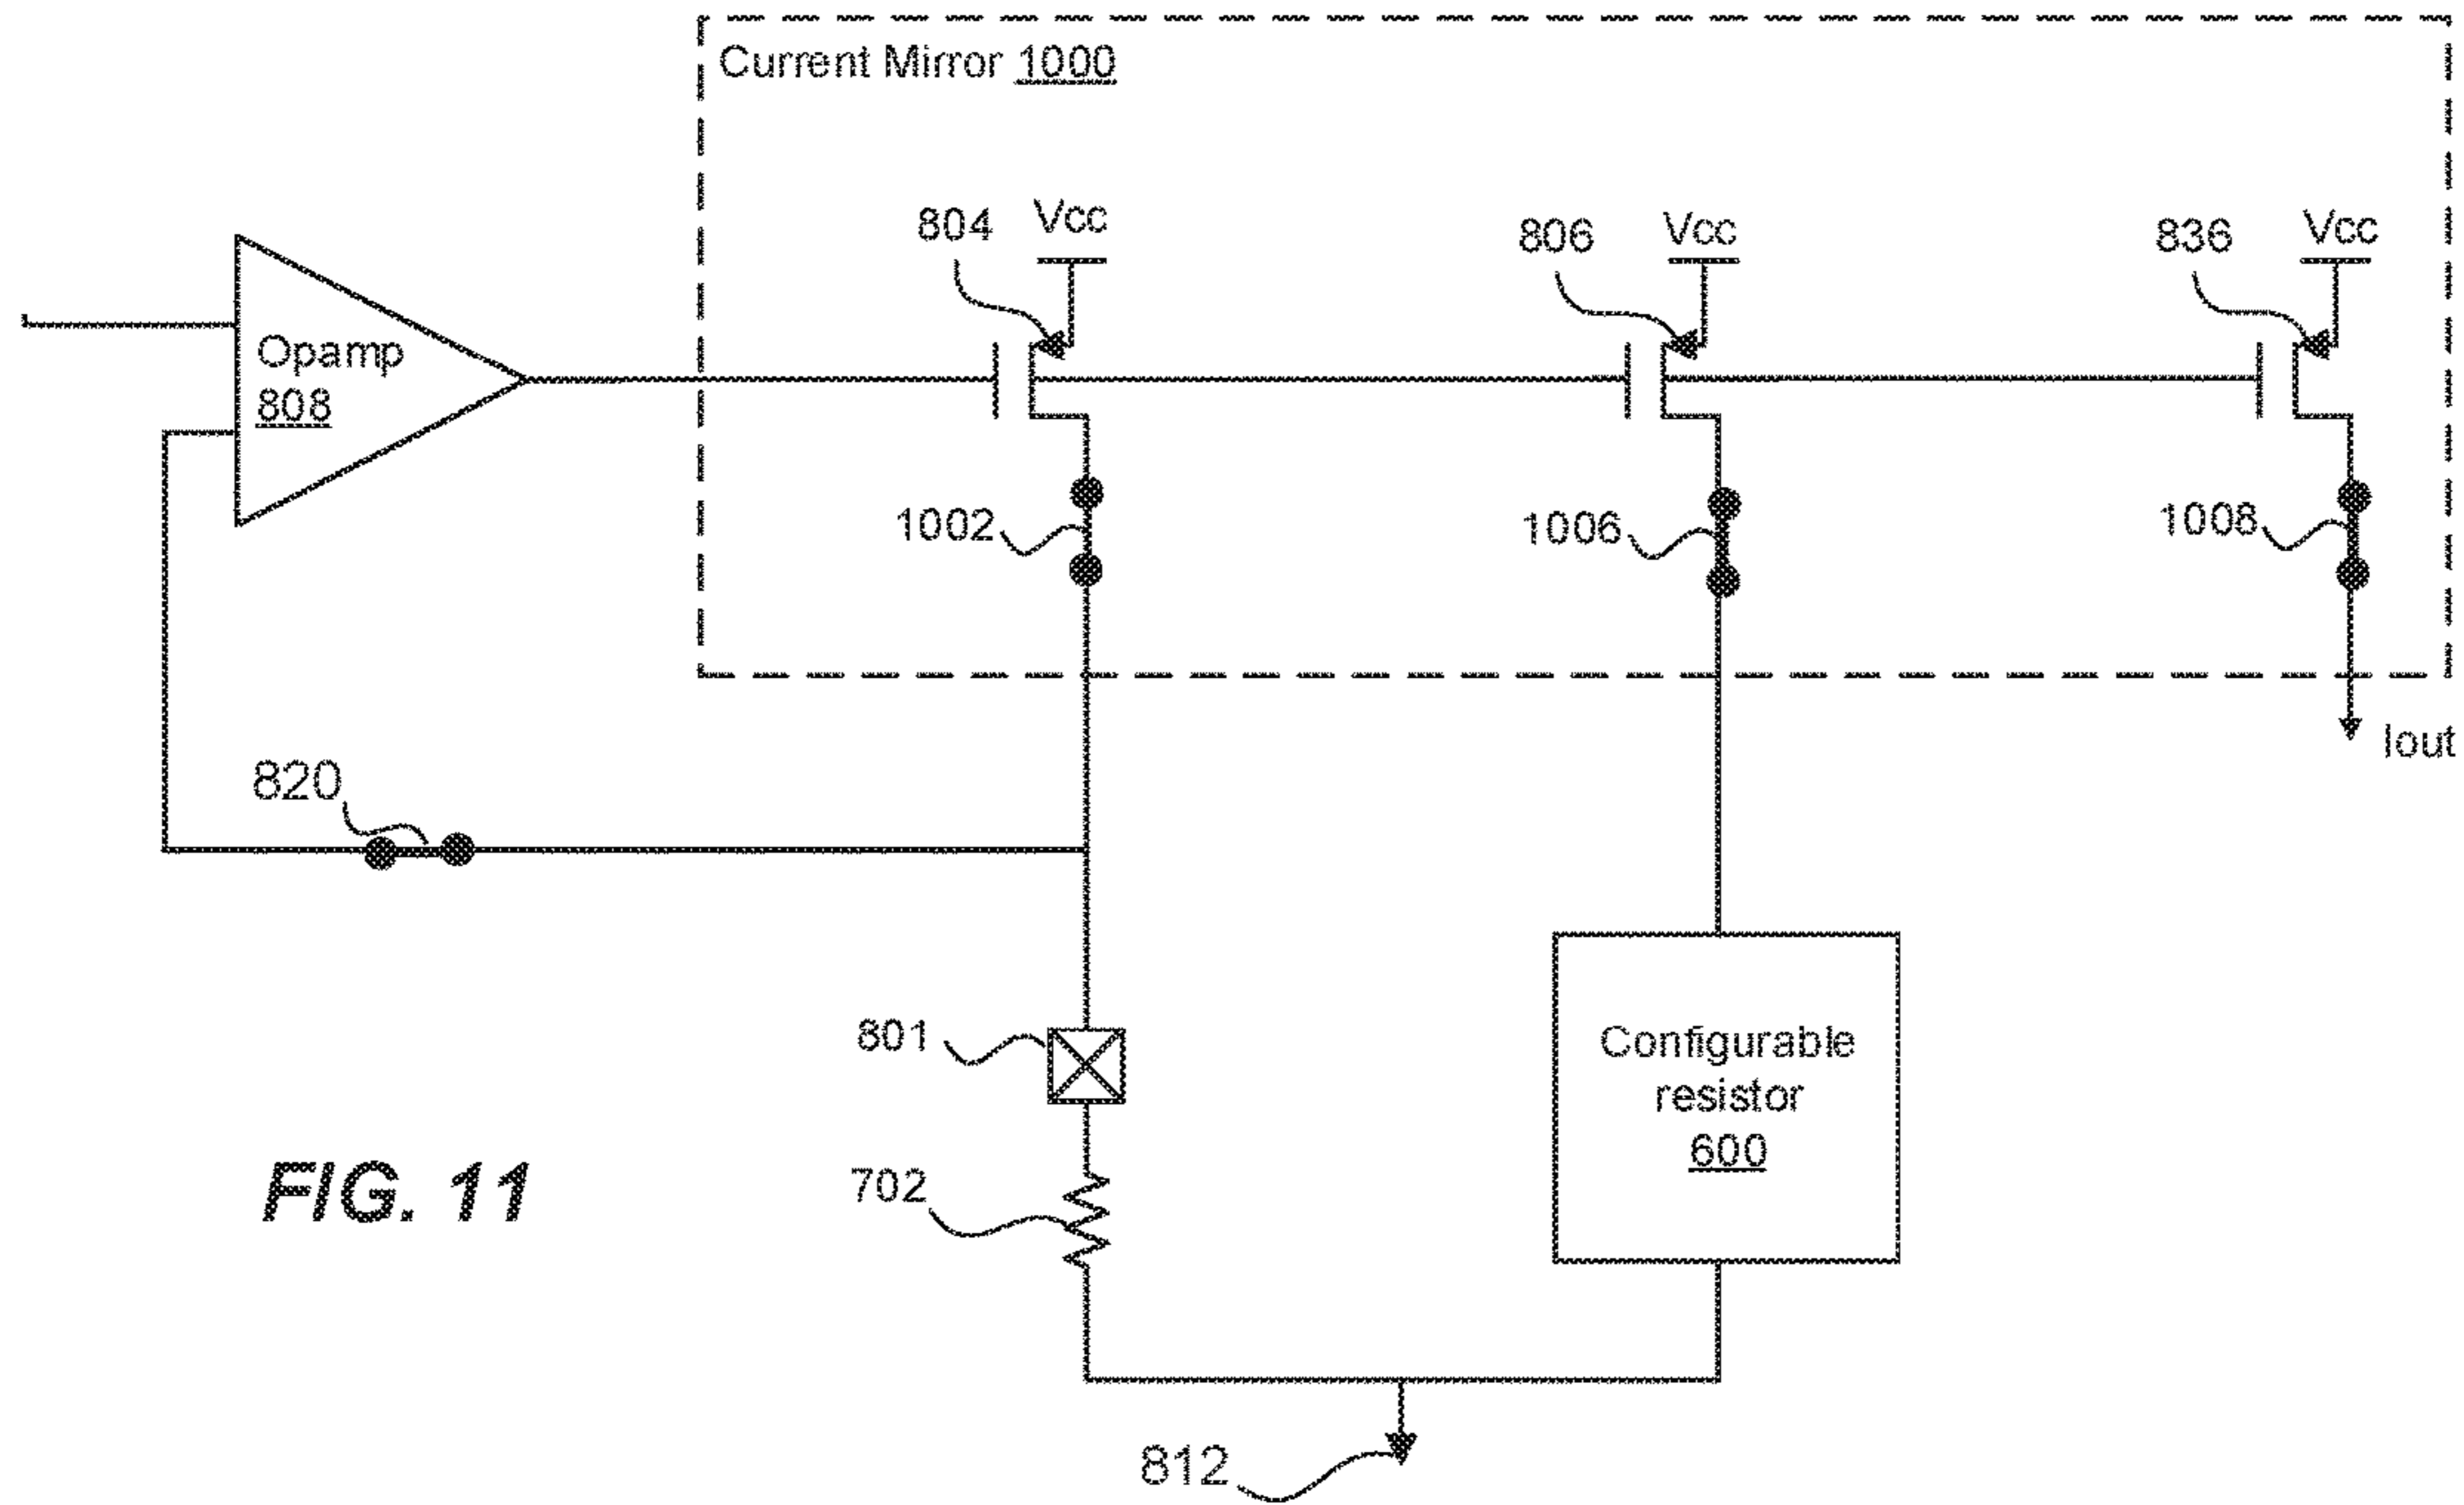 Current Mirror 1000
804
Vcc
806
Vcc
836
Vcc
Opamp
808
1002
1006
1008
Iout
820
801
Configurable
resistor
600
702
FIG. 11
812